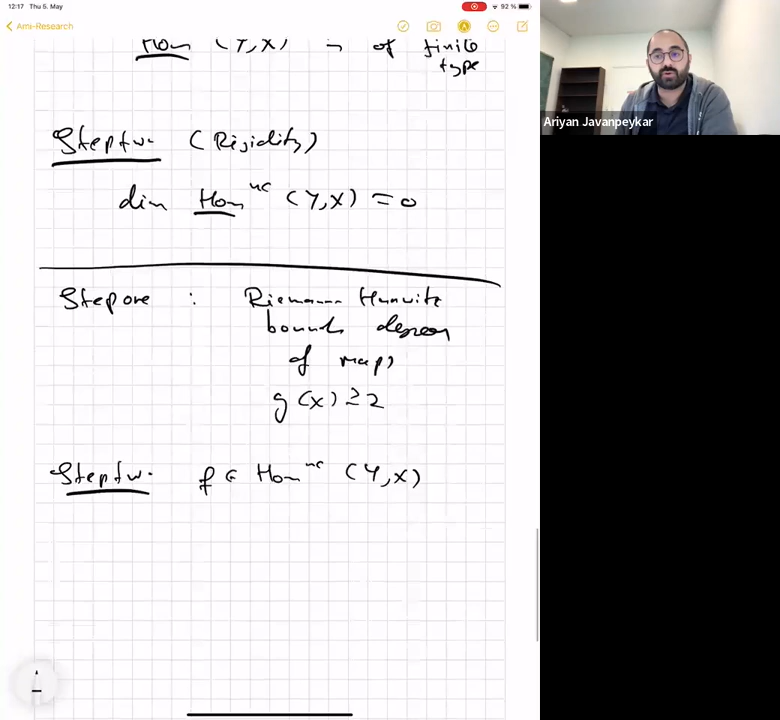 12:17 Thu 5. May
92 %
Ami-Research
Hom (Y,X) is of finite
type
Ariyan Javanpeykar
Step two (Rigidity)
dim Hom^nc (Y,X) = 0
Step one : Riemann Hurwitz
bounds degree
of maps
g(X) ≥ 2
Step two. f ∈ Hom^nc (Y,X)